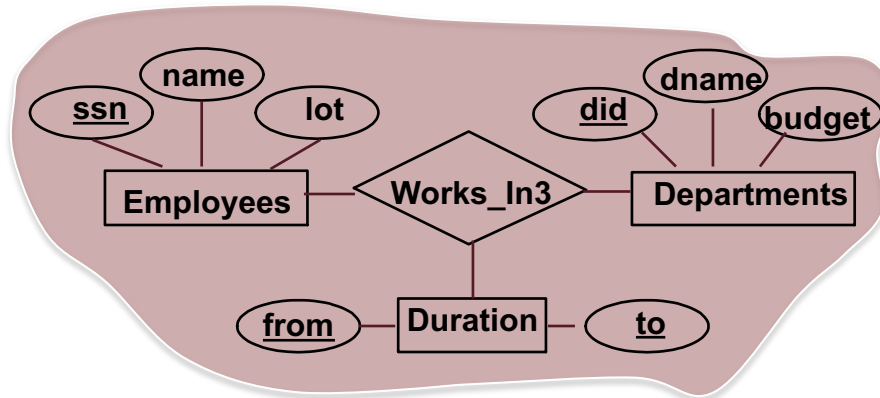 name
ssn
lot
Employees
Works_In3
dname
did
budget
Departments
from
Duration
to